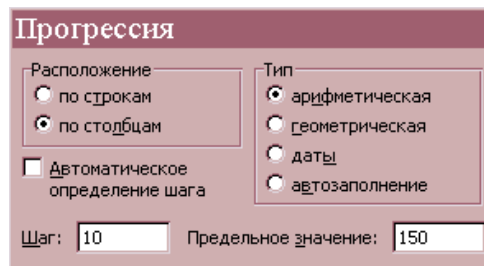 Прогрессия
Расположение
по строкам
по столбцам
Тип
арифметическая
геометрическая
даты
автозаполнение
Автоматическое
определение шага
Шаг: 10 Предельное значение: 150